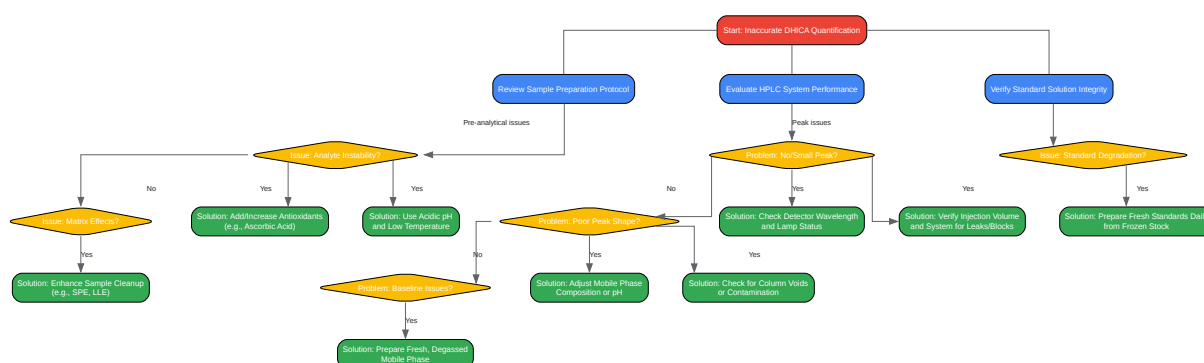 Start: Inaccurate DHICA Quantification
Review Sample Preparation Protocol
Evaluate HPLC System Performance
Verify Standard Solution Integrity
Pre-analytical issues
Peak issues
Issue: Analyte Instability?
Problem: No/Small Peak?
Issue: Standard Degradation?
No
Yes
Yes
No
Yes
Yes
Yes
Issue: Matrix Effects?
Solution: Add/Increase Antioxidants
(e.g., Ascorbic Acid)
Solution: Use Acidic pH
and Low Temperature
Problem: Poor Peak Shape?
Solution: Check Detector Wavelength
and Lamp Status
Solution: Verify Injection Volume
and System for Leaks/Blocks
Solution: Prepare Fresh Standards Dail
from Frozen Stock
Yes
No
Yes
Yes
Solution: Enhance Sample Cleanup
(e.g., SPE, LLE)
Problem: Baseline Issues?
Solution: Adjust Mobile Phase
Composition or pH
Solution: Check for Column Voids
or Contamination
Yes
Solution: Prepare Fresh, Degassed
Mobile Phase